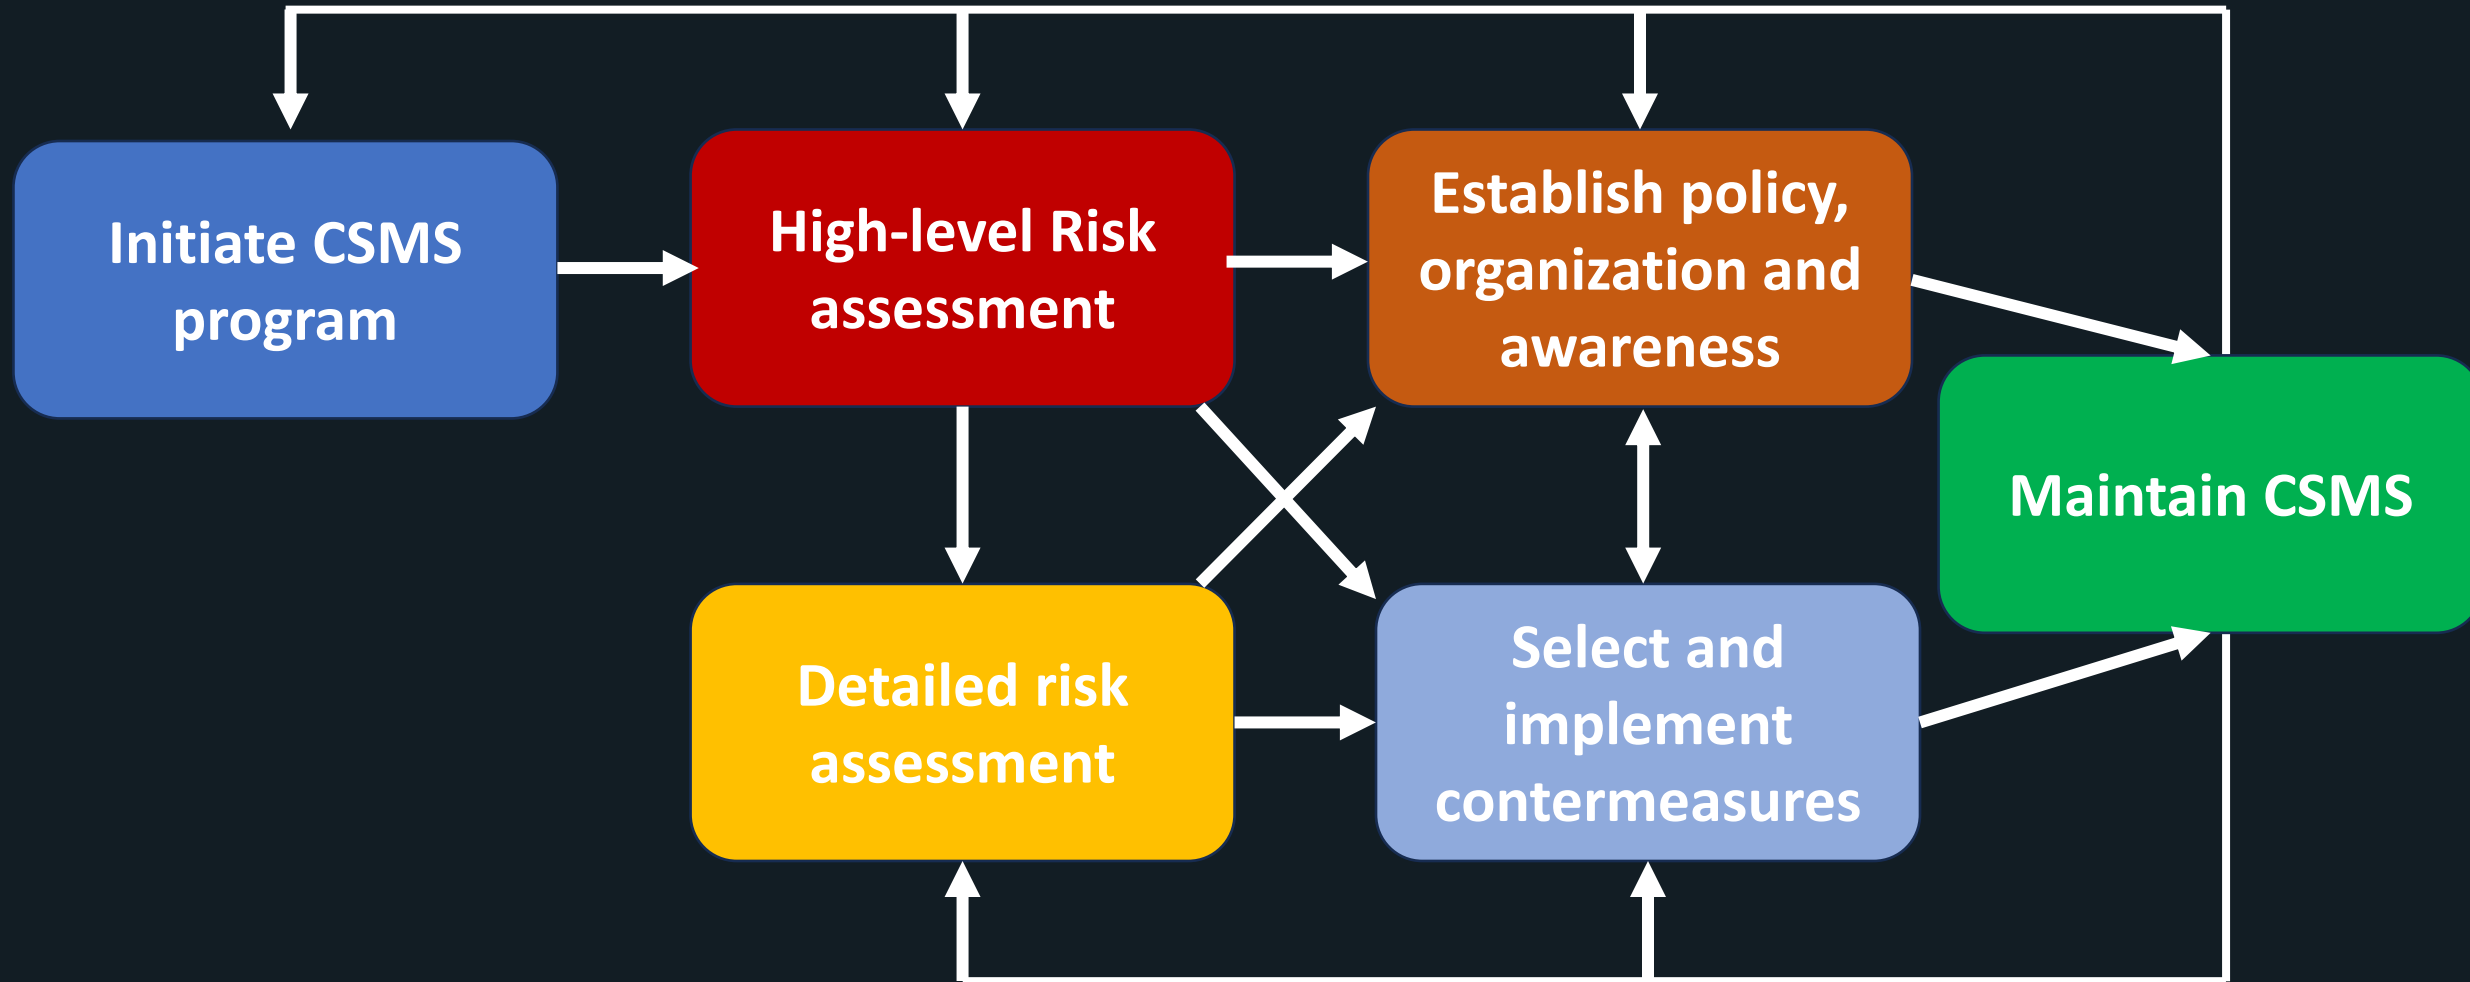 Initiate CSMS
program
High-level Risk
assessment
Establish policy,
organization and
awareness
Maintain CSMS
Detailed risk
assessment
Select and
implement
contermeasures